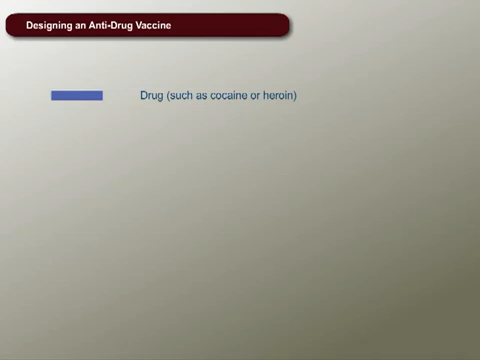 Designing an Anti-Drug Vaccine
Drug (such as cocaine or heroin)